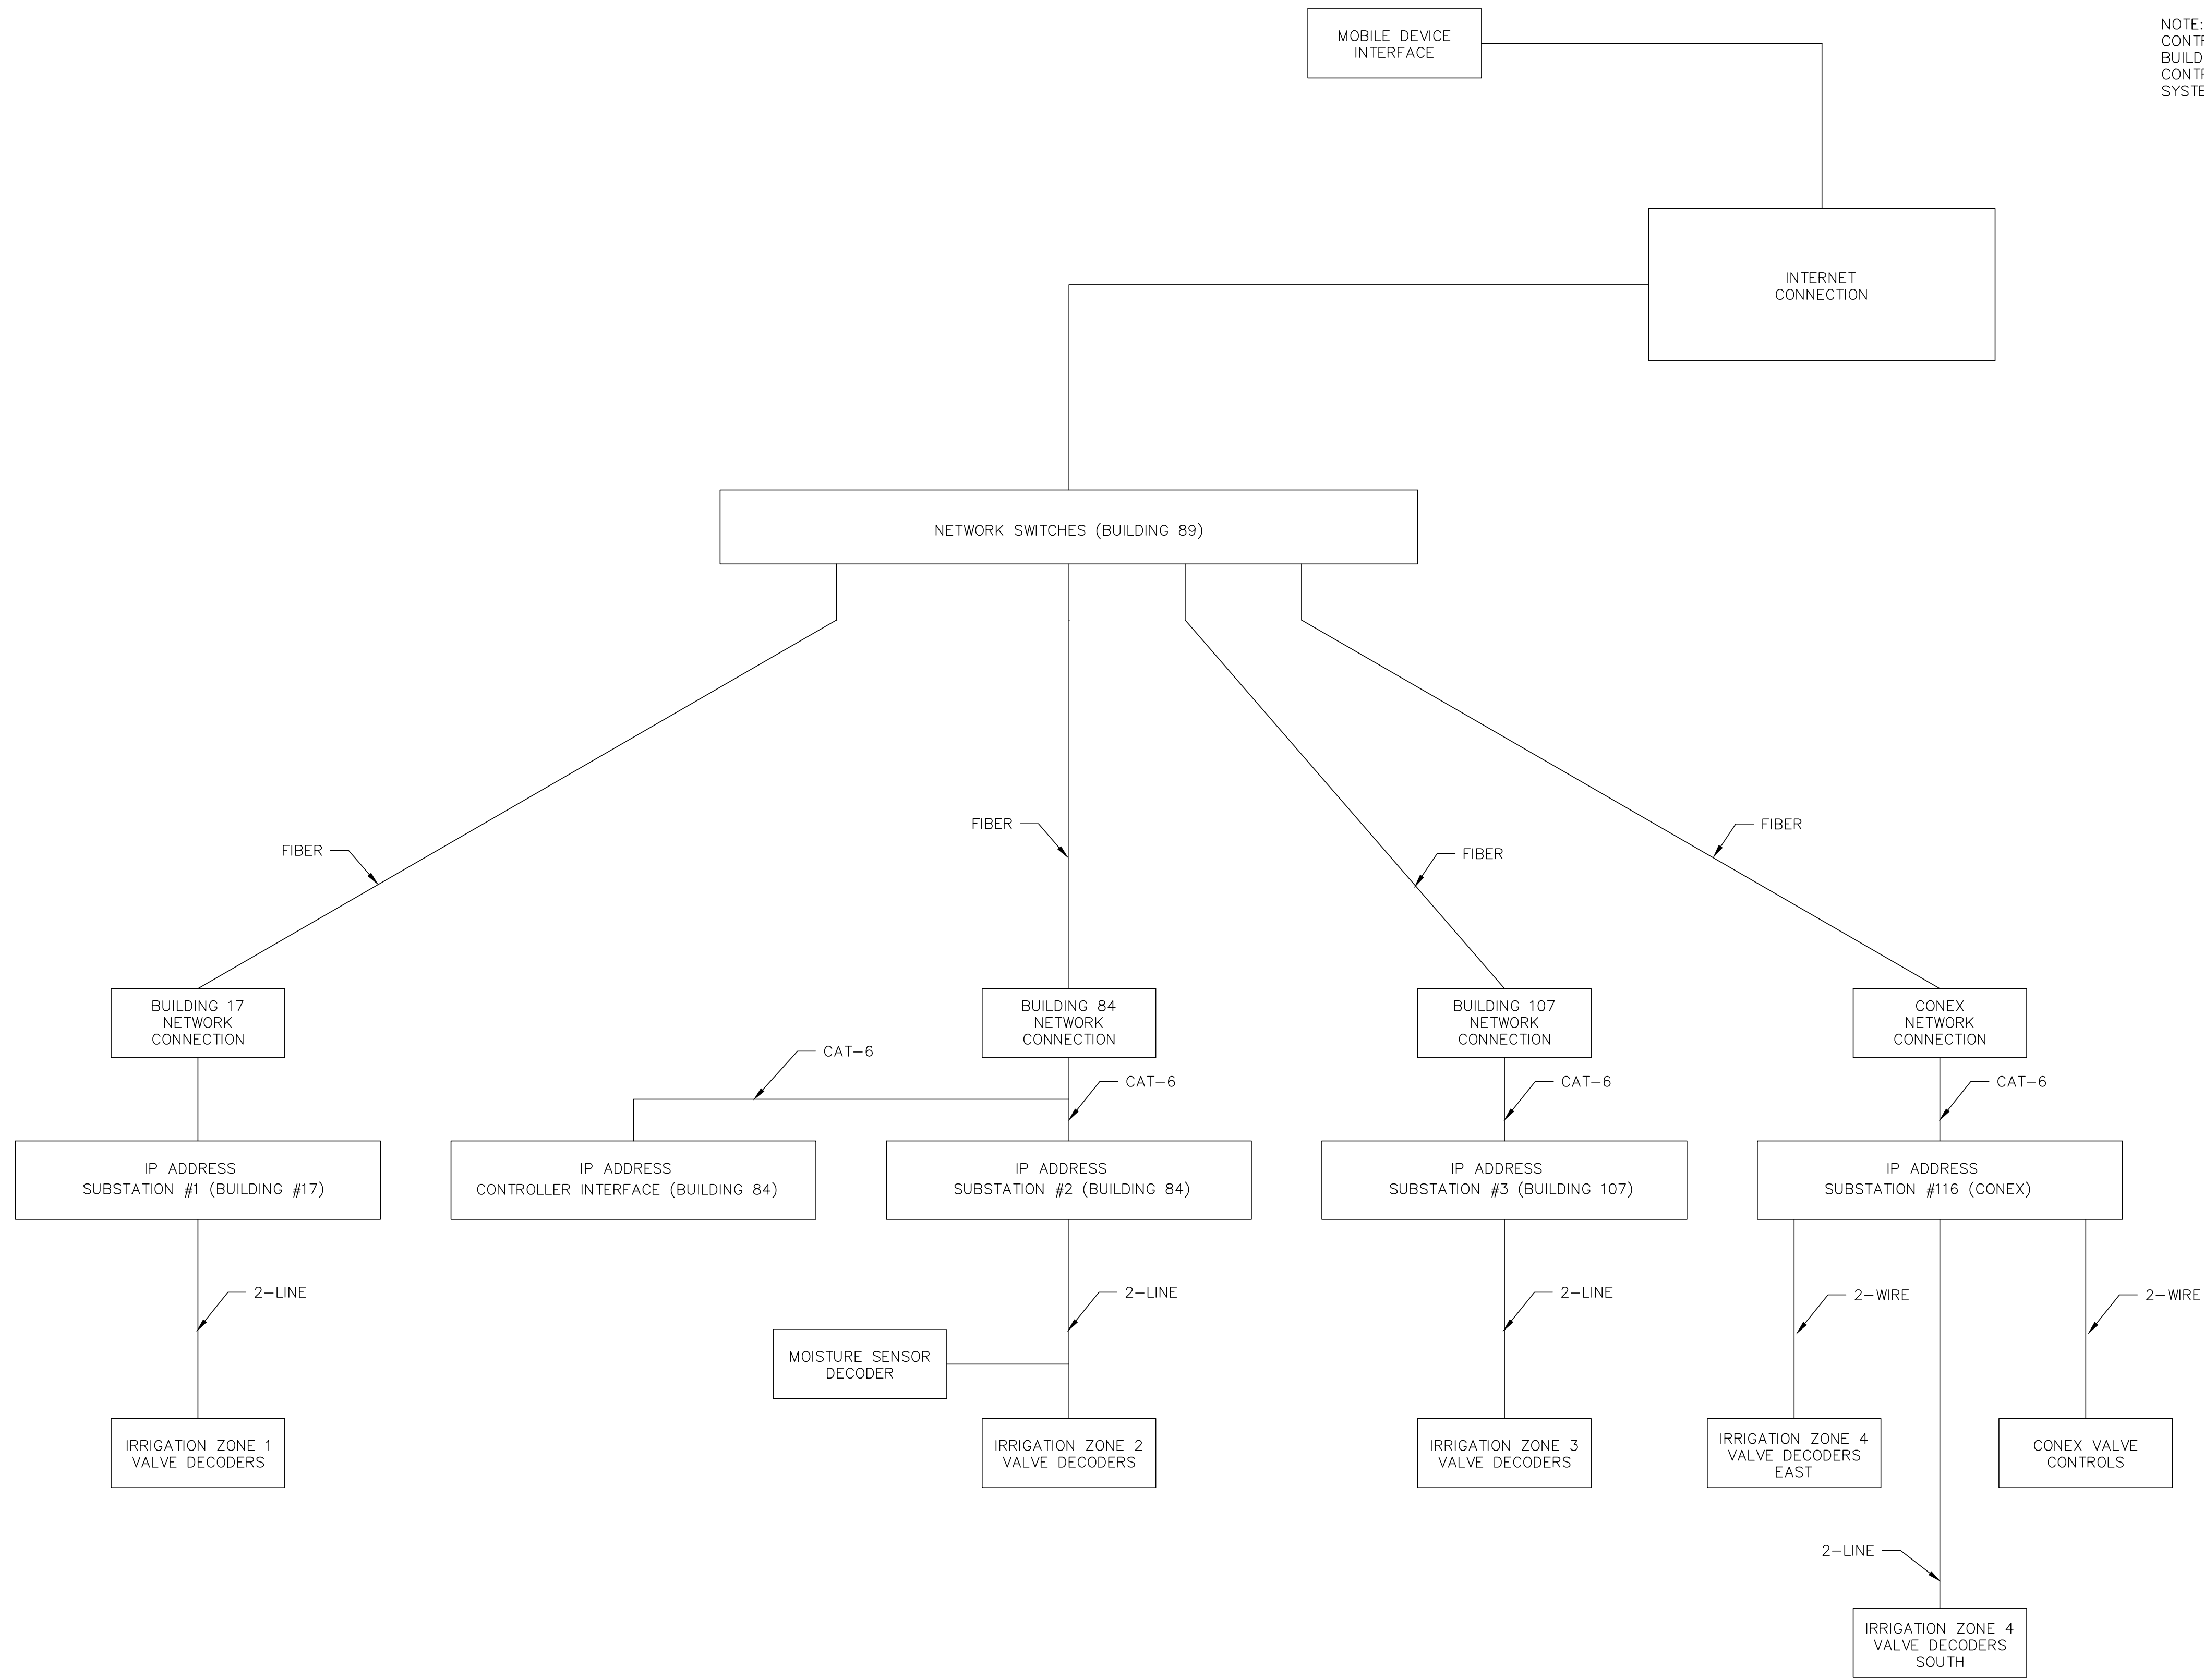 MOBILE DEVICE
INTERFACE
NOTE:
BUILD
INTERNET
CONNECTION
NETWORK SWITCHES (BUILDING 89)
FIBER
FIBER
FIBER
FIBER
BUILDING 17
NETWORK
CONNECTION
BUILDING 84
NETWORK
CONNECTION
BUILDING 107
NETWORK
CONNECTION
CONEX
NETWORK
CONNECTION
CAT-6
CAT-6
CAT-6
CAT-6
IP ADDRESS
SUBSTATION #1 (BUILDING #17)
IP ADDRESS
CONTROLLER INTERFACE (BUILDING 84)
IP ADDRESS
SUBSTATION #2 (BUILDING 84)
IP ADDRESS
SUBSTATION #3 (BUILDING 107)
IP ADDRESS
SUBSTATION #116 (CONEX)
2-LINE
2-LINE
2-LINE
2-WIRE
2-WIRE
MOISTURE SENSOR
DECODER
IRRIGATION ZONE 1
VALVE DECODERS
IRRIGATION ZONE 2
VALVE DECODERS
IRRIGATION ZONE 3
VALVE DECODERS
IRRIGATION ZONE 4
VALVE DECODERS
EAST
CONEX VALVE
CONTROLS
2-LINE
IRRIGATION ZONE 4
VALVE DECODERS
SOUTH